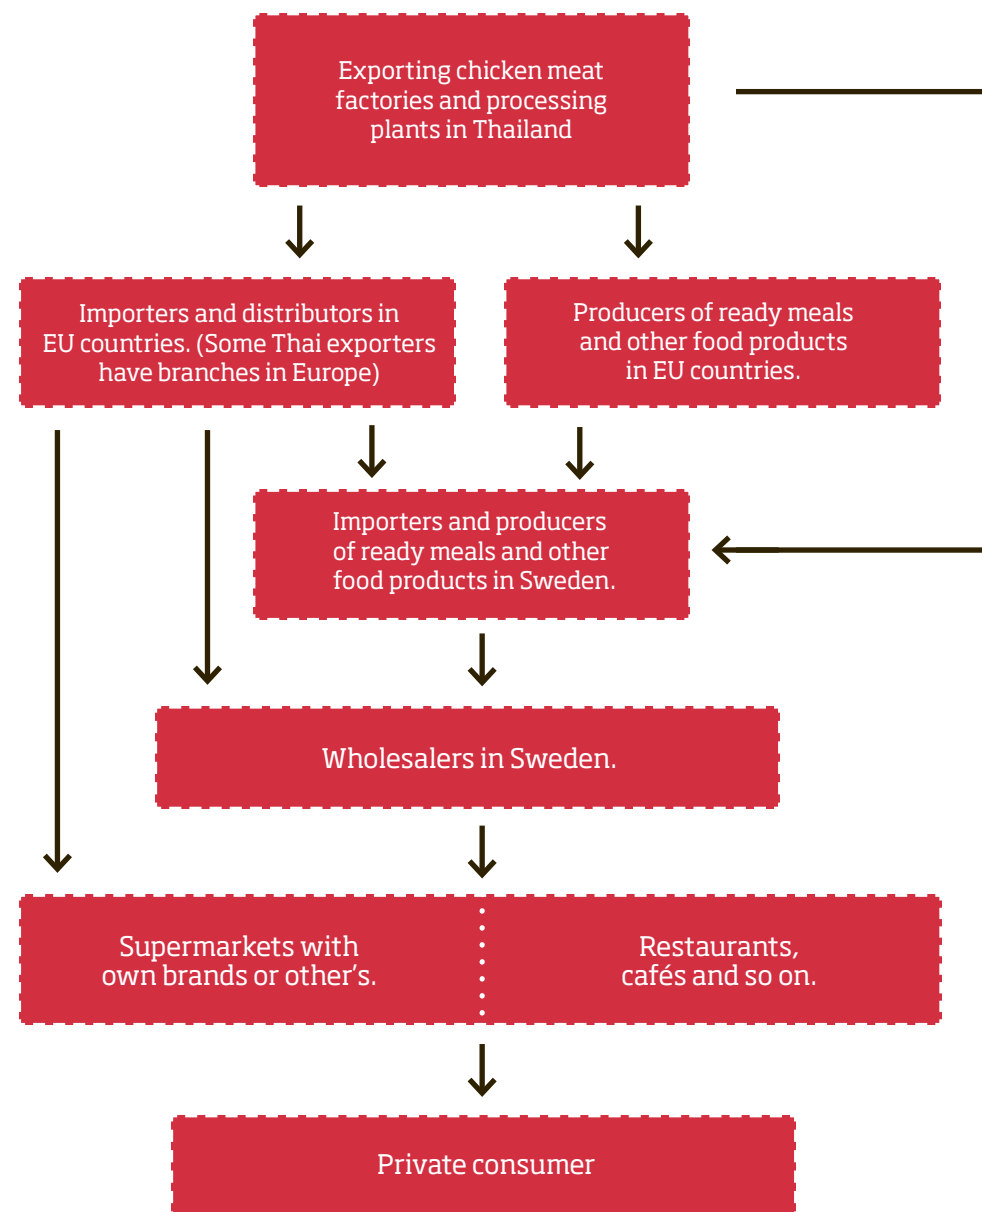 Exporting chicken meat
factories and processing
plants in Thailand
Importers and distributors in
EU countries. (Some Thai exporters
have branches in Europe)
Producers of ready meals
and other food products
in EU countries.
Importers and producers
of ready meals and other
food products in Sweden.
Wholesalers in Sweden.
Supermarkets with
own brands or other's.
Restaurants,
cafés and so on.
Private consumer